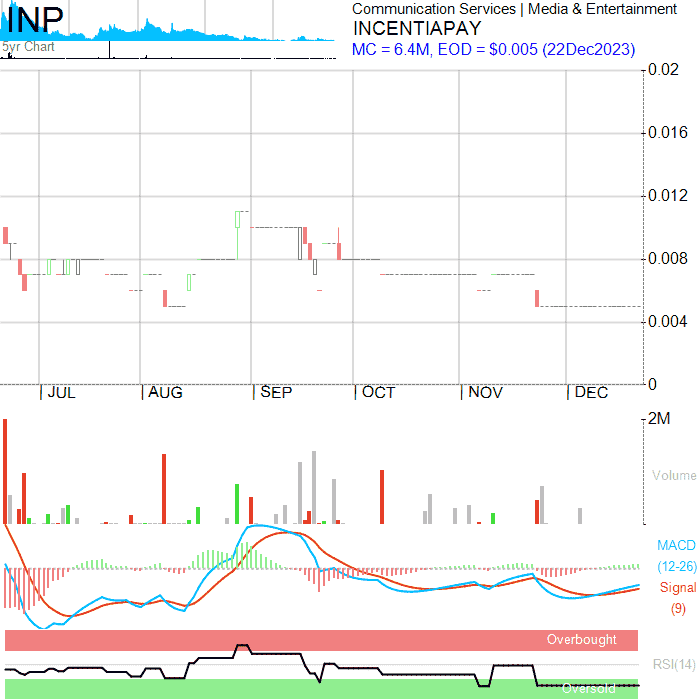 INP
5yr Chart
Communication Services | Media & Entertainment
INCENTIAPAY
MC = 6.4M, EOD = $0.005 (22Dec2023)
0.02
0.016
0.012
0.008
0.004
0
JUL
AUG
SEP
OCT
NOV
DEC
2M
Volume
MACD
(12-26)
Signal
(9)
Overbought
RSI(14)
Oversold